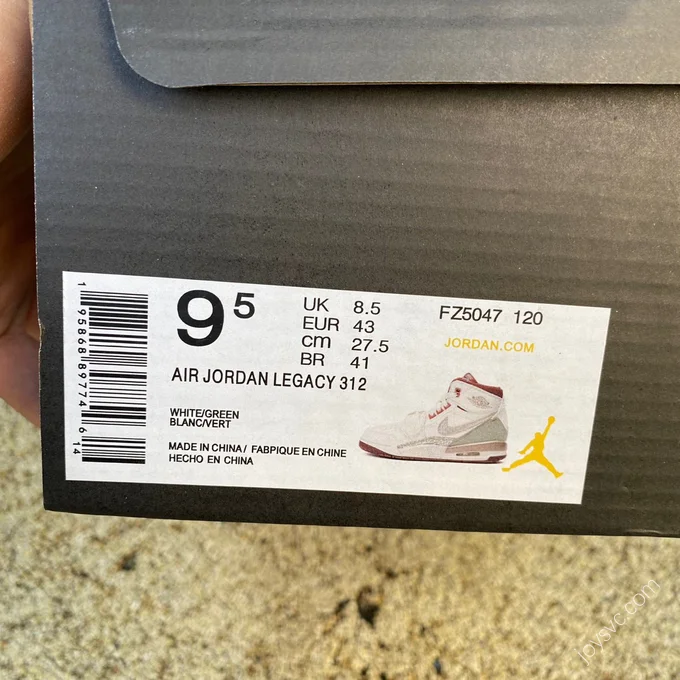 1 95868 89774 6 14
9⁵
UK 8.5
EUR 43
cm 27.5
BR 41
FZ5047 120
JORDAN.COM
AIR JORDAN LEGACY 312
WHITE/GREEN
BLANC/VERT
MADE IN CHINA/ FABPIQUE EN CHINE
HECHO EN CHINA
joysvc.com